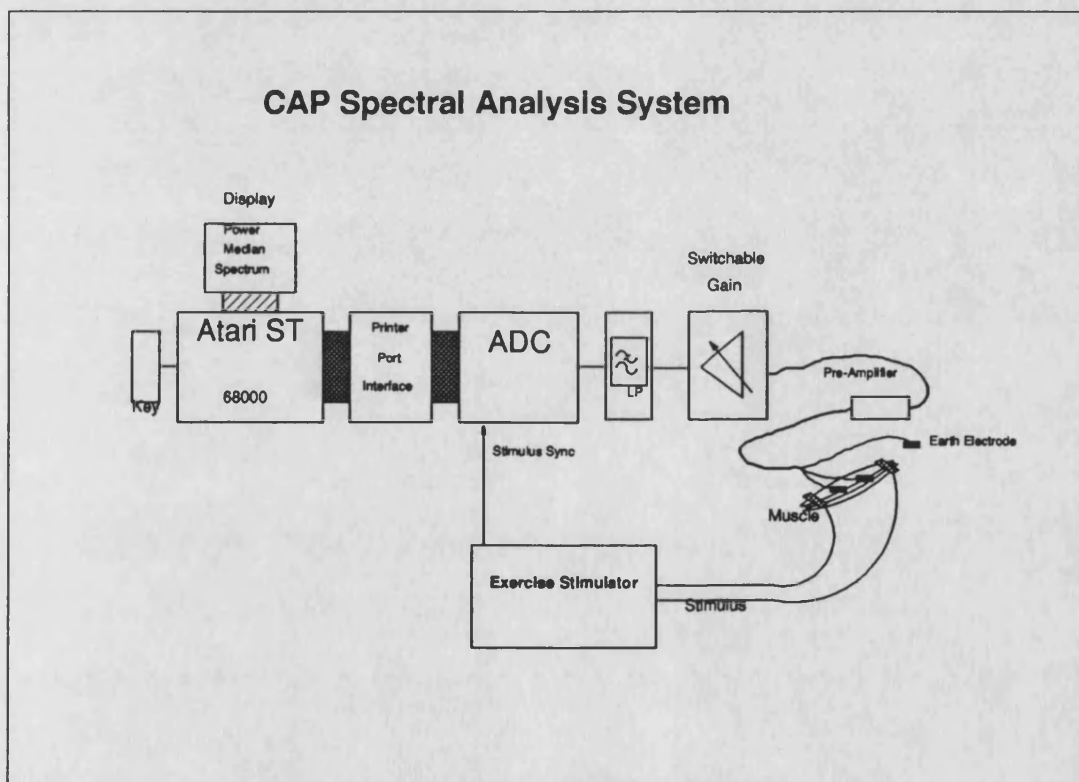 CAP Spectral Analysis System
Display
Power
Median
Spectrum
Switchable
Gain
Atari ST
68000
Key
Printer
Port
Interface
ADC
LP
Pre-Amplifier
Earth Electrode
Stimulus Sync
Muscle
Exercise Stimulator
Stimulus